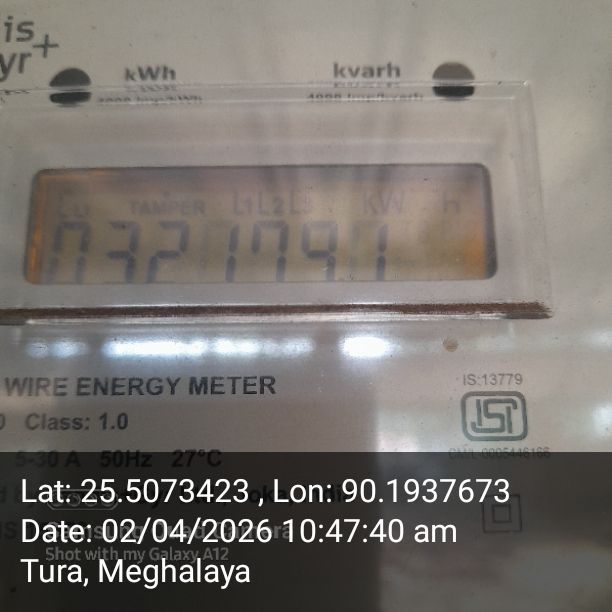 is
yr+
kWh
kvarh
TAMPER L1 L2 L3 KW H
0321791
WIRE ENERGY METER
IS:13779
Class: 1.0
5-30 A 50Hz 27°C
Lat: 25.5073423 , Lon: 90.1937673
Date: 02/04/2026 10:47:40 am
Shot with my Galaxy A12
Tura, Meghalaya